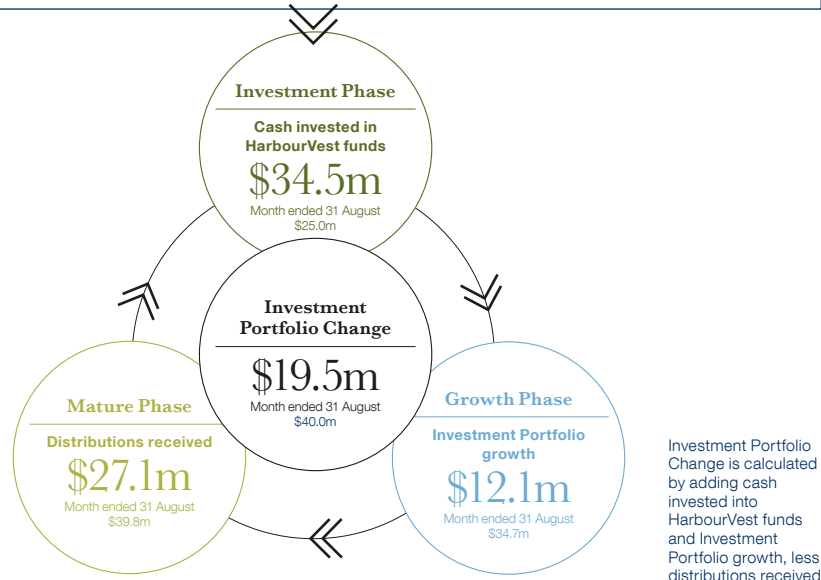 Investment Phase
Cash invested in
HarbourVest funds
$34.5m
Month ended 31 August
$25.0m
Investment
Portfolio Change
$19.5m
Month ended 31 August
$40.0m
Mature Phase
Distributions received
$27.1m
Month ended 31 August
$39.8m
Growth Phase
Investment Portfolio
growth
$12.1m
Month ended 31 August
$34.7m
Investment Portfolio
Change is calculated
by adding cash
invested into
HarbourVest funds
and Investment
Portfolio growth, less
distributions received